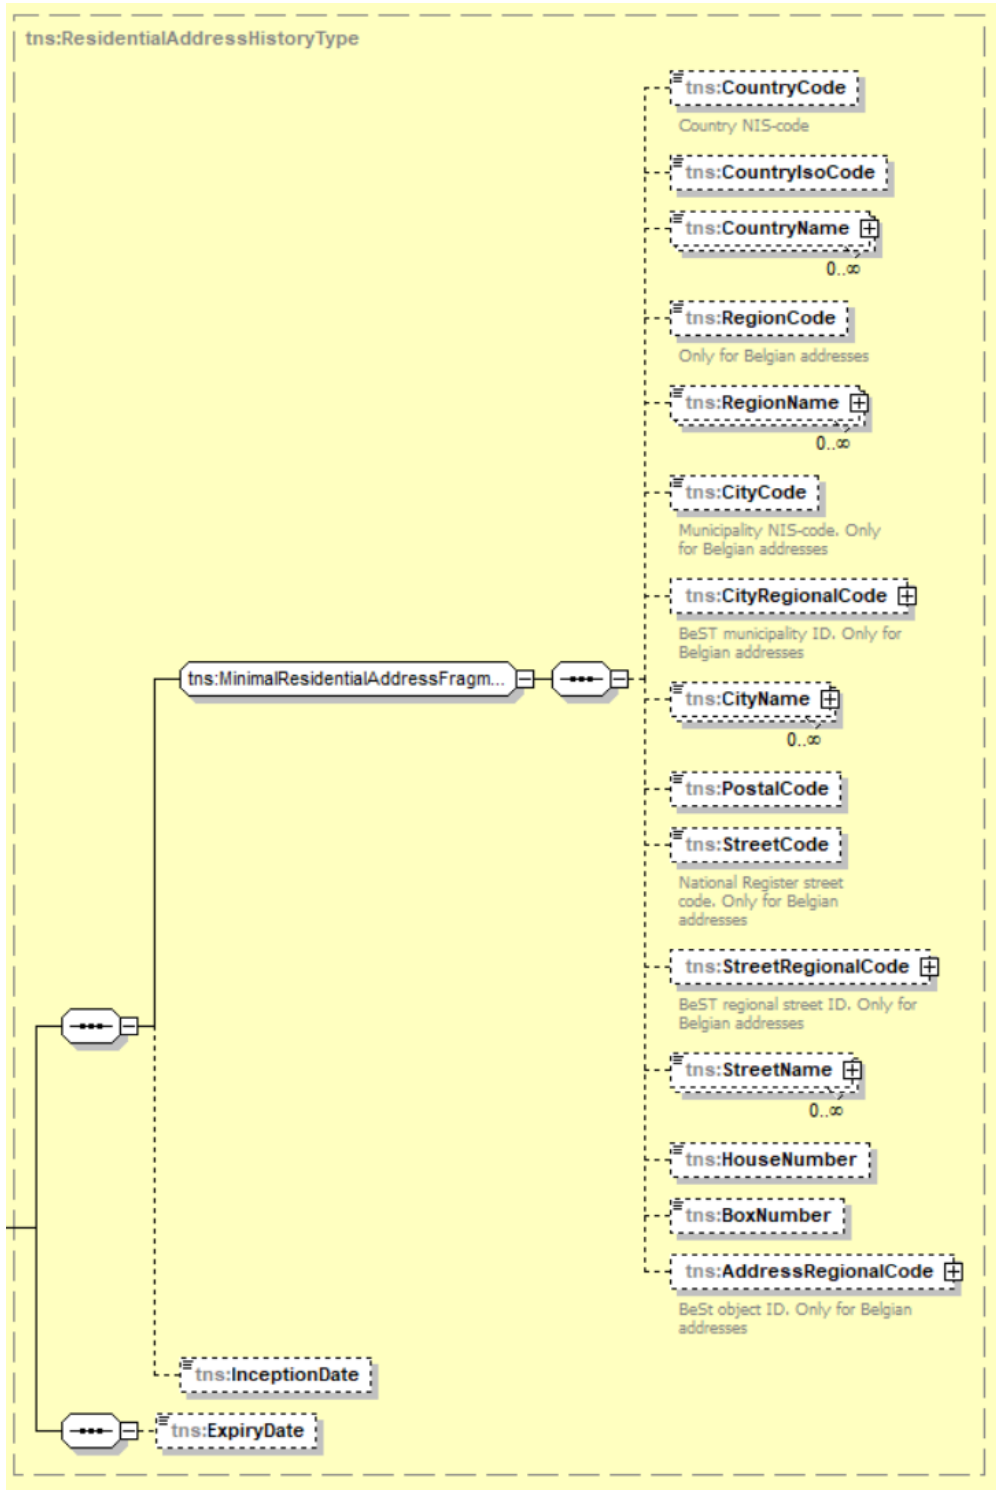 tns:ResidentialAddressHistoryType
tns:CountryCode
Country NIS-code
tns:CountryIsoCode
tns:CountryName
0..∞
tns:RegionCode
Only for Belgian addresses
tns:RegionName
0..∞
tns:CityCode
Municipality NIS-code. Only
for Belgian addresses
tns:CityRegionalCode
BeST municipality ID. Only for
Belgian addresses
tns:MinimalResidentialAddressFragm...
tns:CityName
0..∞
tns:PostalCode
tns:StreetCode
National Register street
code. Only for Belgian
addresses
tns:StreetRegionalCode
BeST regional street ID. Only for
Belgian addresses
tns:StreetName
0..∞
tns:HouseNumber
tns:BoxNumber
tns:AddressRegionalCode
BeSt object ID. Only for Belgian
addresses
tns:InceptionDate
tns:ExpiryDate